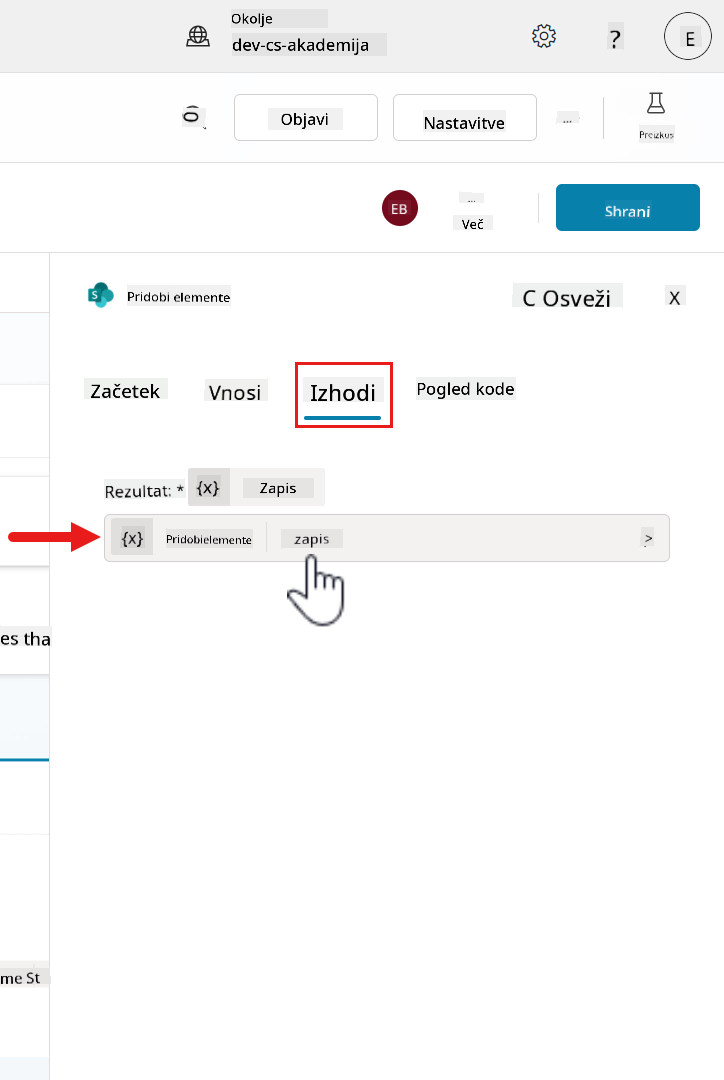 Okolje
dev-cs-akademija
?
E
Objavi
Nastavitve
...
Preizkus
EB
...
Več
Shrani
S
Pridobi elemente
C Osveži
X
Začetek
Vnosi
Izhodi
Pogled kode
Rezultat: * {x} Zapis
{x} Pridobielemente zapis >
es tha
me St